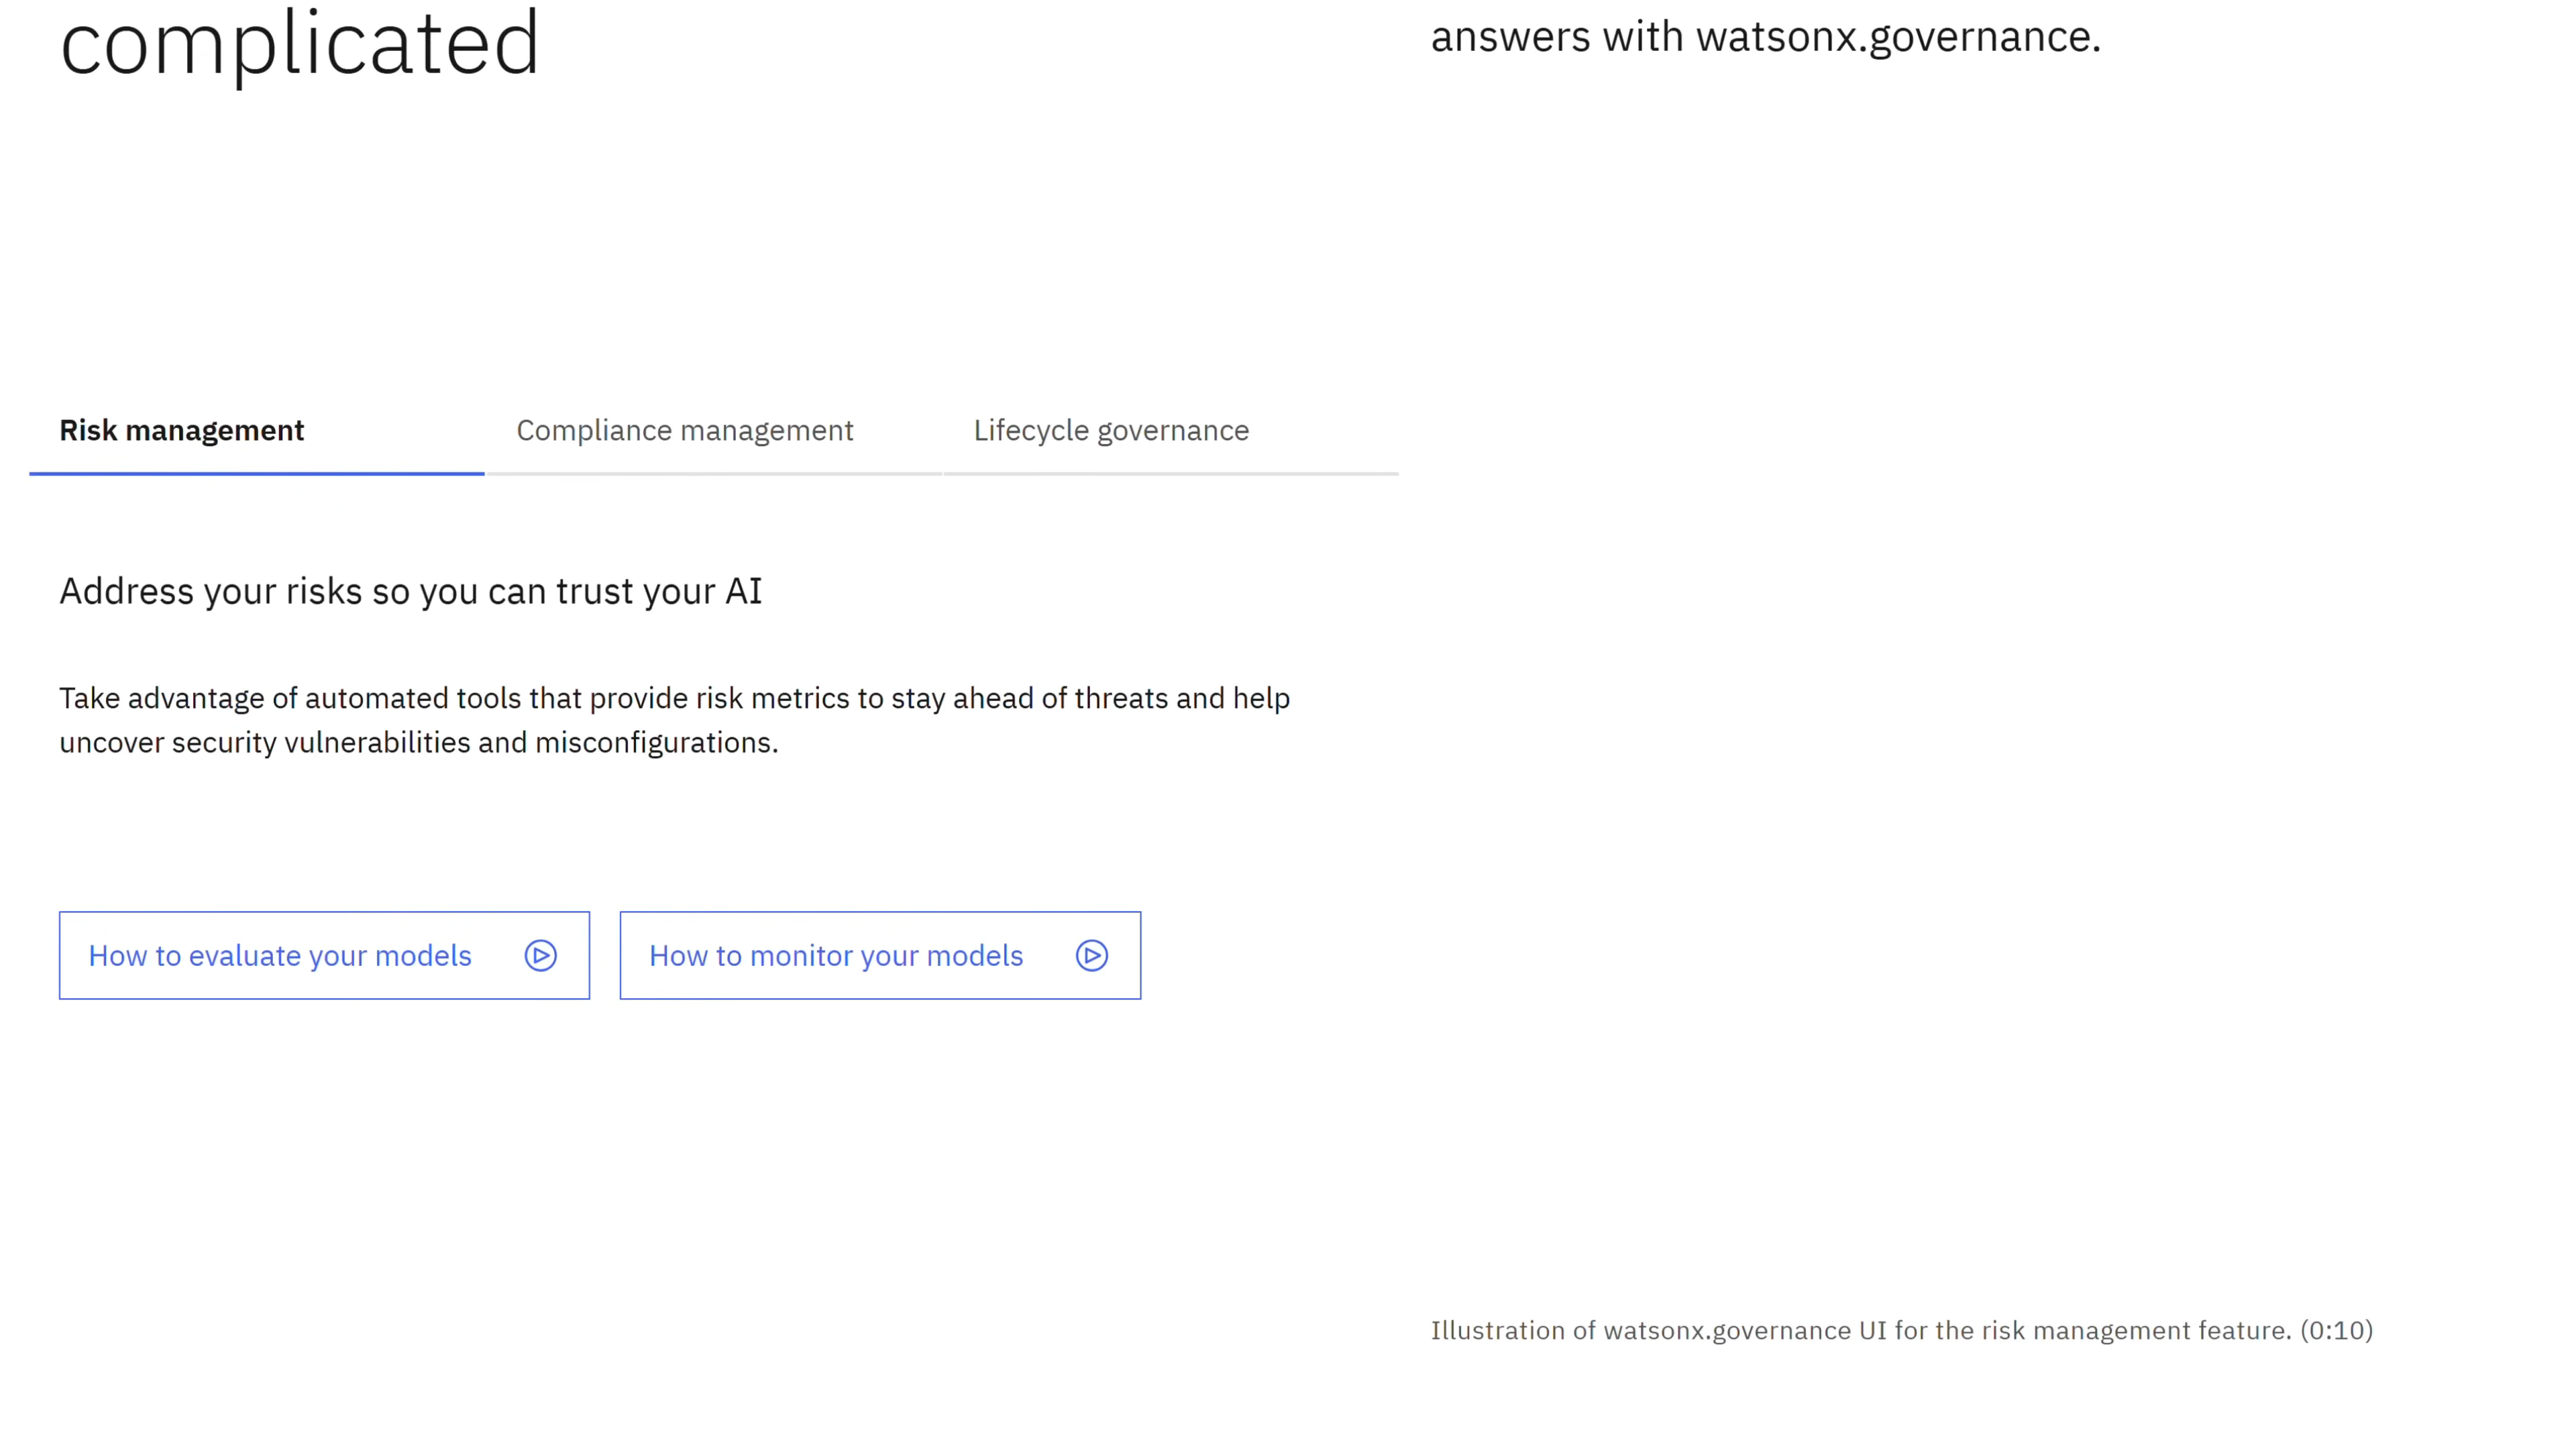 complicated
answers with watsonx.governance.
Risk management
Compliance management
Lifecycle governance
Address your risks so you can trust your AI
Take advantage of automated tools that provide risk metrics to stay ahead of threats and help
uncover security vulnerabilities and misconfigurations.
How to evaluate your models
How to monitor your models
Illustration of watsonx.governance UI for the risk management feature. (0:10)